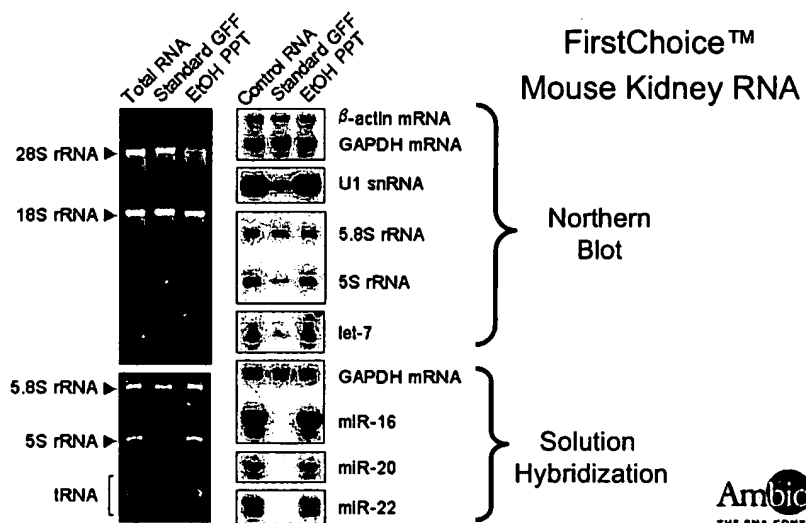 FirstChoice™
Mouse Kidney RNA
Total RNA
Standard GFF
EtOH PPT
Control RNA
Standard GFF
EtOH PPT
28S rRNA
18S rRNA
5.8S rRNA
5S rRNA
tRNA
β-actin mRNA
GAPDH mRNA
U1 snRNA
5.8S rRNA
5S rRNA
let-7
GAPDH mRNA
miR-16
miR-20
miR-22
Northern
Blot
Solution
Hybridization